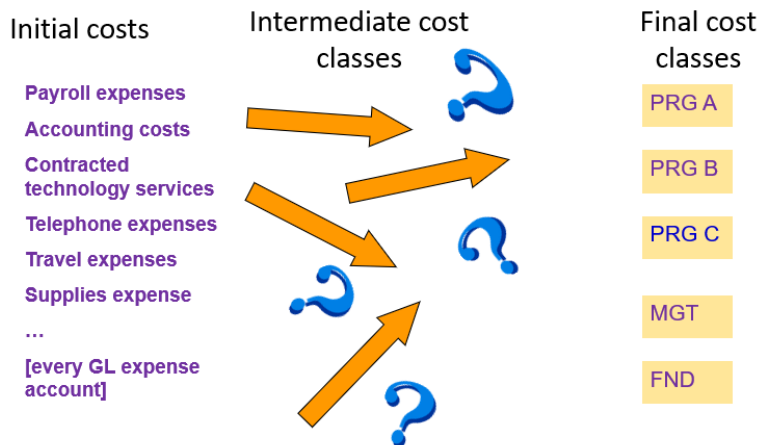 Initial costs
Intermediate cost
classes
Final cost
classes
Payroll expenses
Accounting costs
Contracted
technology services
Telephone expenses
Travel expenses
Supplies expense
...
[every GL expense
account]
PRG A
PRG B
PRG C
MGT
FND